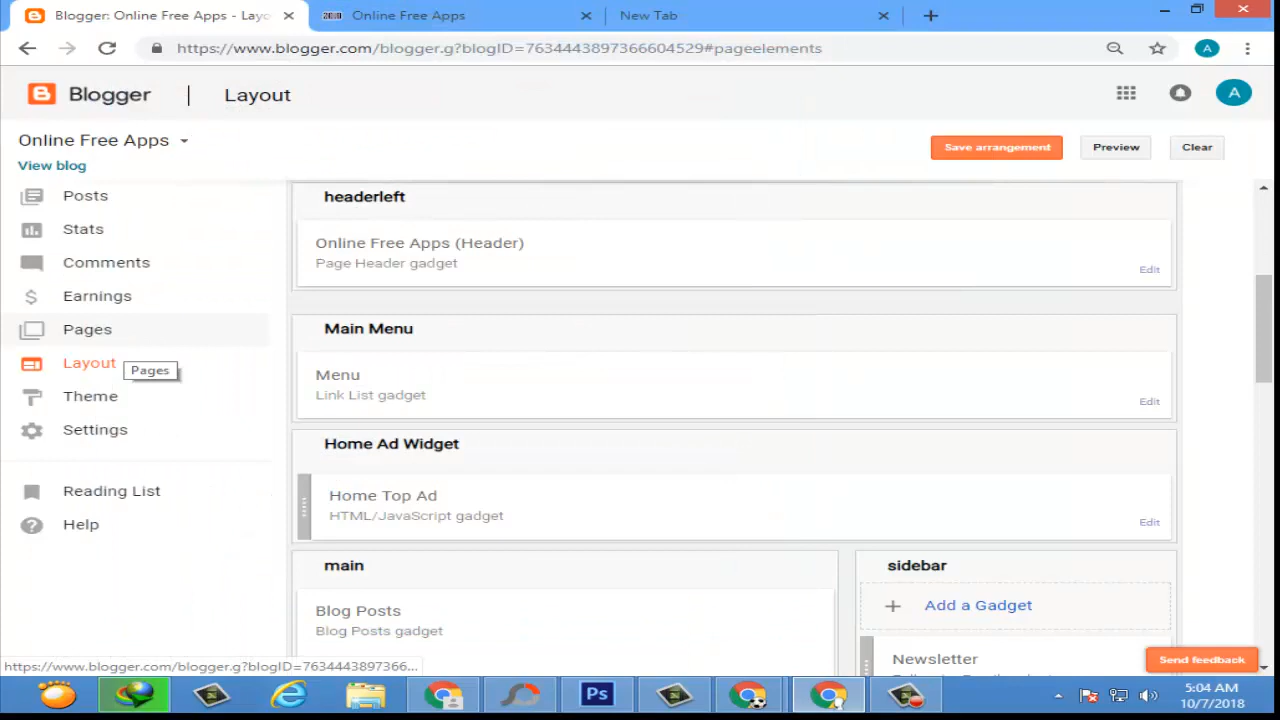 Blogger: Online Free Apps - Layo
Online Free Apps
New Tab
https://www.blogger.com/blogger.g?blogID=7634443897366604529#pageelements
A
Blogger | Layout
A
Online Free Apps
Save arrangement
Preview
Clear
View blog
Posts
Stats
Comments
Earnings
Pages
Layout
Pages
Theme
Settings
Reading List
Help
headerleft
Online Free Apps (Header)
Page Header gadget
Edit
Main Menu
Menu
Link List gadget
Edit
Home Ad Widget
Home Top Ad
HTML/JavaScript gadget
Edit
main
Blog Posts
Blog Posts gadget
sidebar
+ Add a Gadget
Newsletter
Send feedback
https://www.blogger.com/blogger.g?blogID=7634443897366...
Ps
5:04 AM
10/7/2018